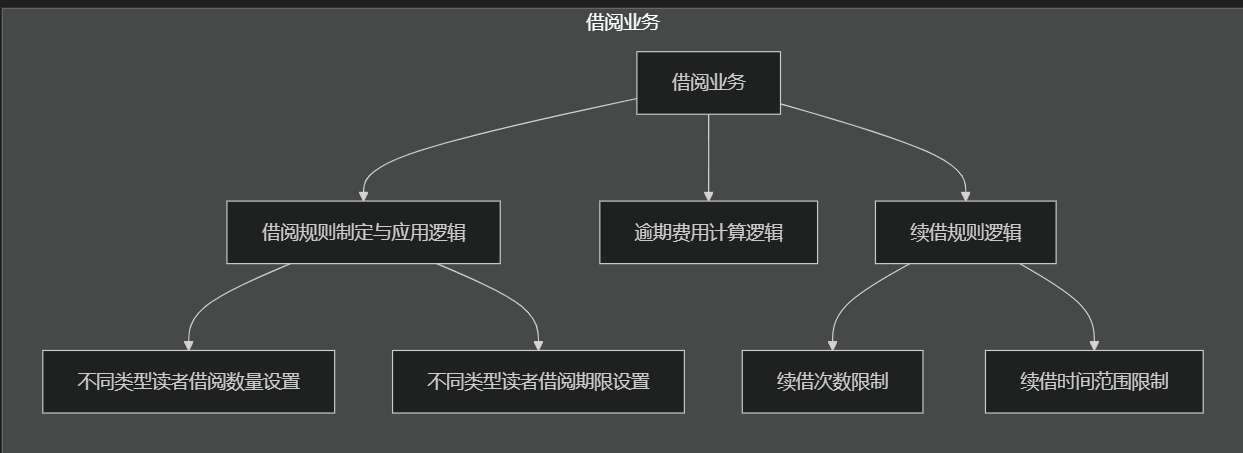 借阅业务
借阅业务
借阅规则制定与应用逻辑
逾期费用计算逻辑
续借规则逻辑
不同类型读者借阅数量设置
不同类型读者借阅期限设置
续借次数限制
续借时间范围限制